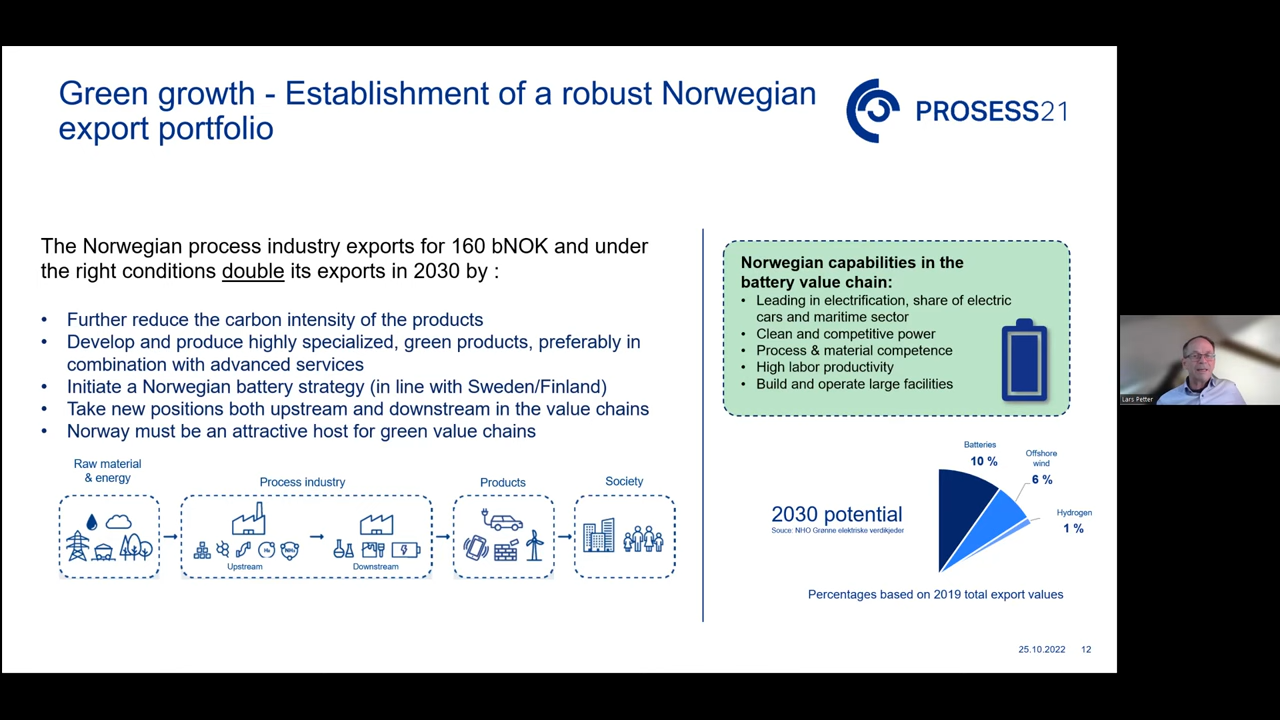 Green growth - Establishment of a robust Norwegian
export portfolio
PROSESS21
The Norwegian process industry exports for 160 bNOK and under
the right conditions double its exports in 2030 by :
• Further reduce the carbon intensity of the products
• Develop and produce highly specialized, green products, preferably in
combination with advanced services
• Initiate a Norwegian battery strategy (in line with Sweden/Finland)
• Take new positions both upstream and downstream in the value chains
• Norway must be an attractive host for green value chains
Raw material
& energy
Process industry
Upstream
Downstream
Products
Society
Norwegian capabilities in the
battery value chain:
• Leading in electrification, share of electric
cars and maritime sector
• Clean and competitive power
• Process & material competence
• High labor productivity
• Build and operate large facilities
Batteries
10 %
Offshore
wind
6 %
Hydrogen
1 %
2030 potential
Souce: NHO Grønne elektriske verdikjeder
Percentages based on 2019 total export values
25.10.2022 12
Lars Petter